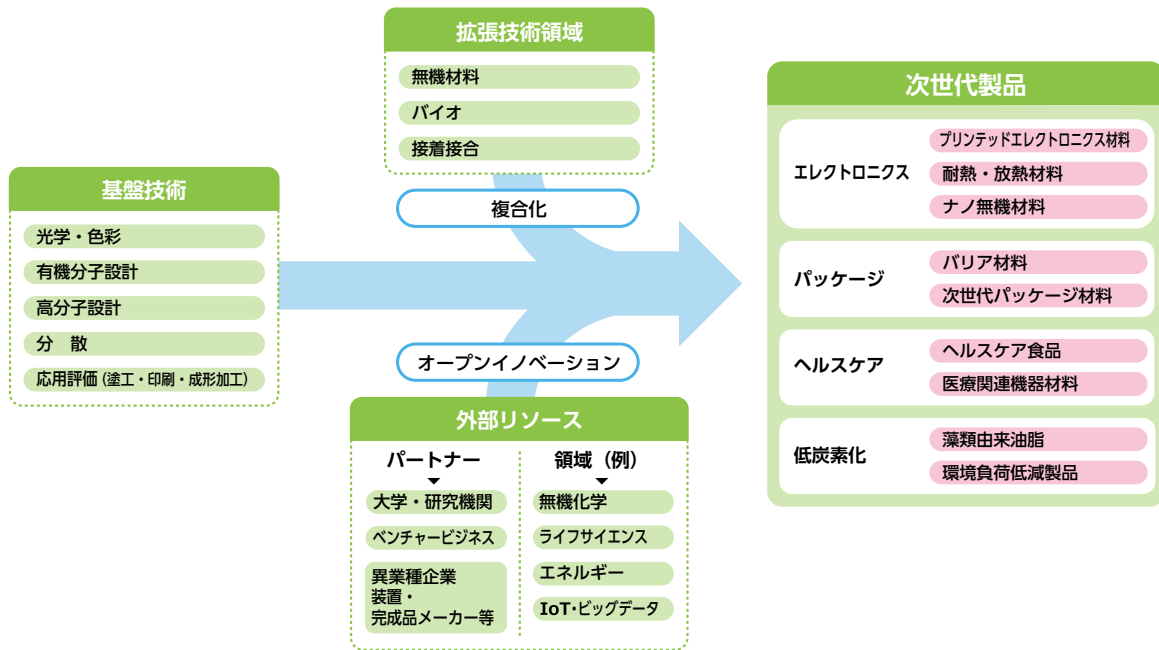 拡張技術領域
無機材料
バイオ
接着接合
複合化
基盤技術
光学・色彩
有機分子設計
高分子設計
分　散
応用評価（塗工・印刷・成形加工）
オープンイノベーション
外部リソース
パートナー
大学・研究機関
ベンチャービジネス
異業種企業
装置・
完成品メーカー等
領域（例）
無機化学
ライフサイエンス
エネルギー
IoT・ビッグデータ
次世代製品
エレクトロニクス
プリンテッドエレクトロニクス材料
耐熱・放熱材料
ナノ無機材料
パッケージ
バリア材料
次世代パッケージ材料
ヘルスケア
ヘルスケア食品
医療関連機器材料
低炭素化
藻類由来油脂
環境負荷低減製品